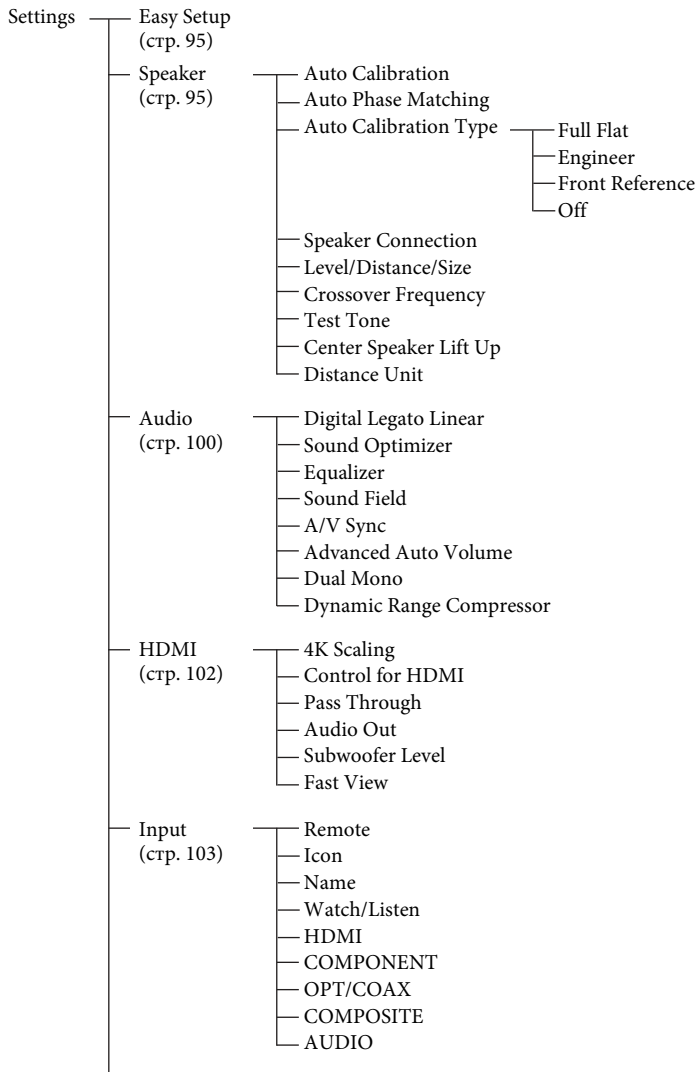 Settings
Easy Setup
(стр. 95)
Speaker
(стр. 95)
Auto Calibration
Auto Phase Matching
Auto Calibration Type
Full Flat
Engineer
Front Reference
Off
Speaker Connection
Level/Distance/Size
Crossover Frequency
Test Tone
Center Speaker Lift Up
Distance Unit
Audio
(стр. 100)
Digital Legato Linear
Sound Optimizer
Equalizer
Sound Field
A/V Sync
Advanced Auto Volume
Dual Mono
Dynamic Range Compressor
HDMI
(стр. 102)
4K Scaling
Control for HDMI
Pass Through
Audio Out
Subwoofer Level
Fast View
Input
(стр. 103)
Remote
Icon
Name
Watch/Listen
HDMI
COMPONENT
OPT/COAX
COMPOSITE
AUDIO